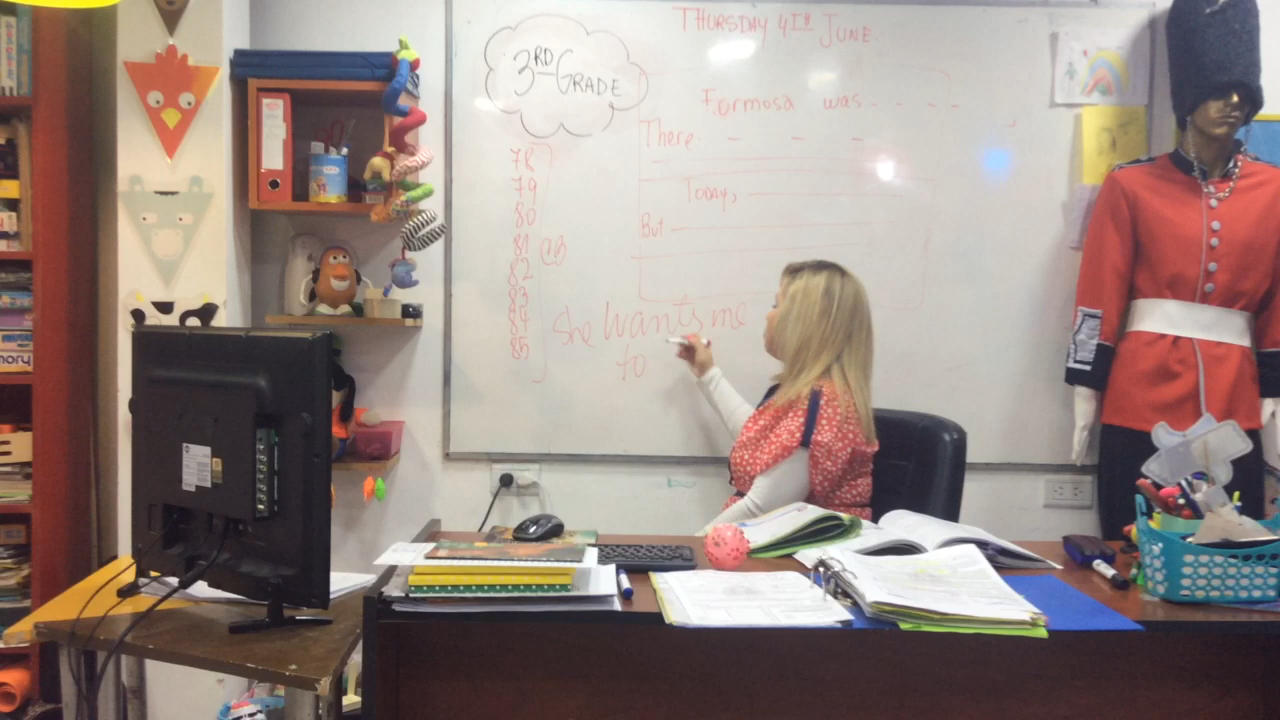 THURSDAY 4TH JUNE.
3RD GRADE
Formosa was - - - -
There - - -
Today,
But
78
79
80
81
82
83
84
85
CB
She wants me
to
mory